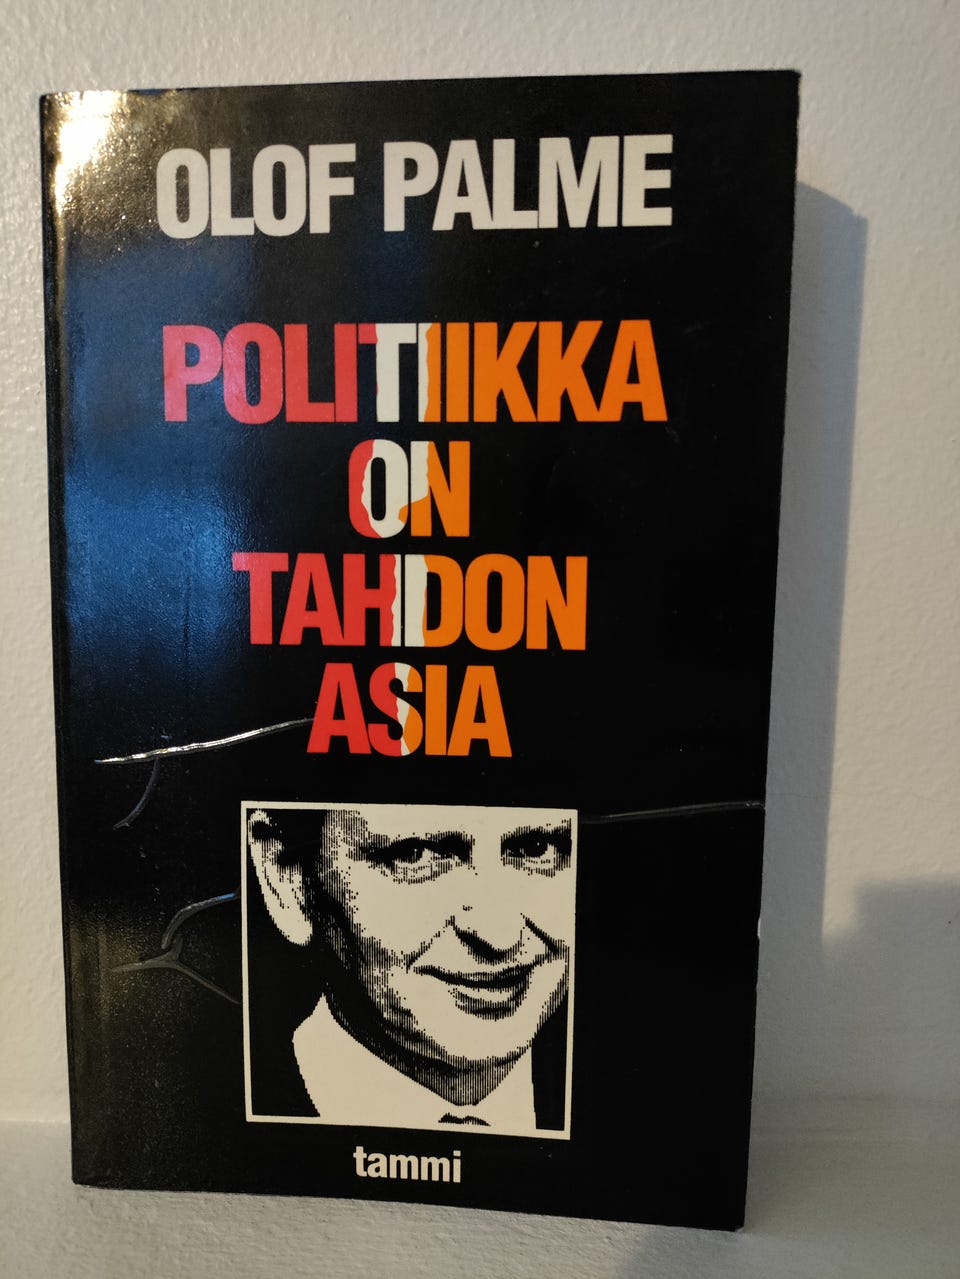 OLOF PALME
POLITIIKKA
ON
TAHDON
ASIA
tammi